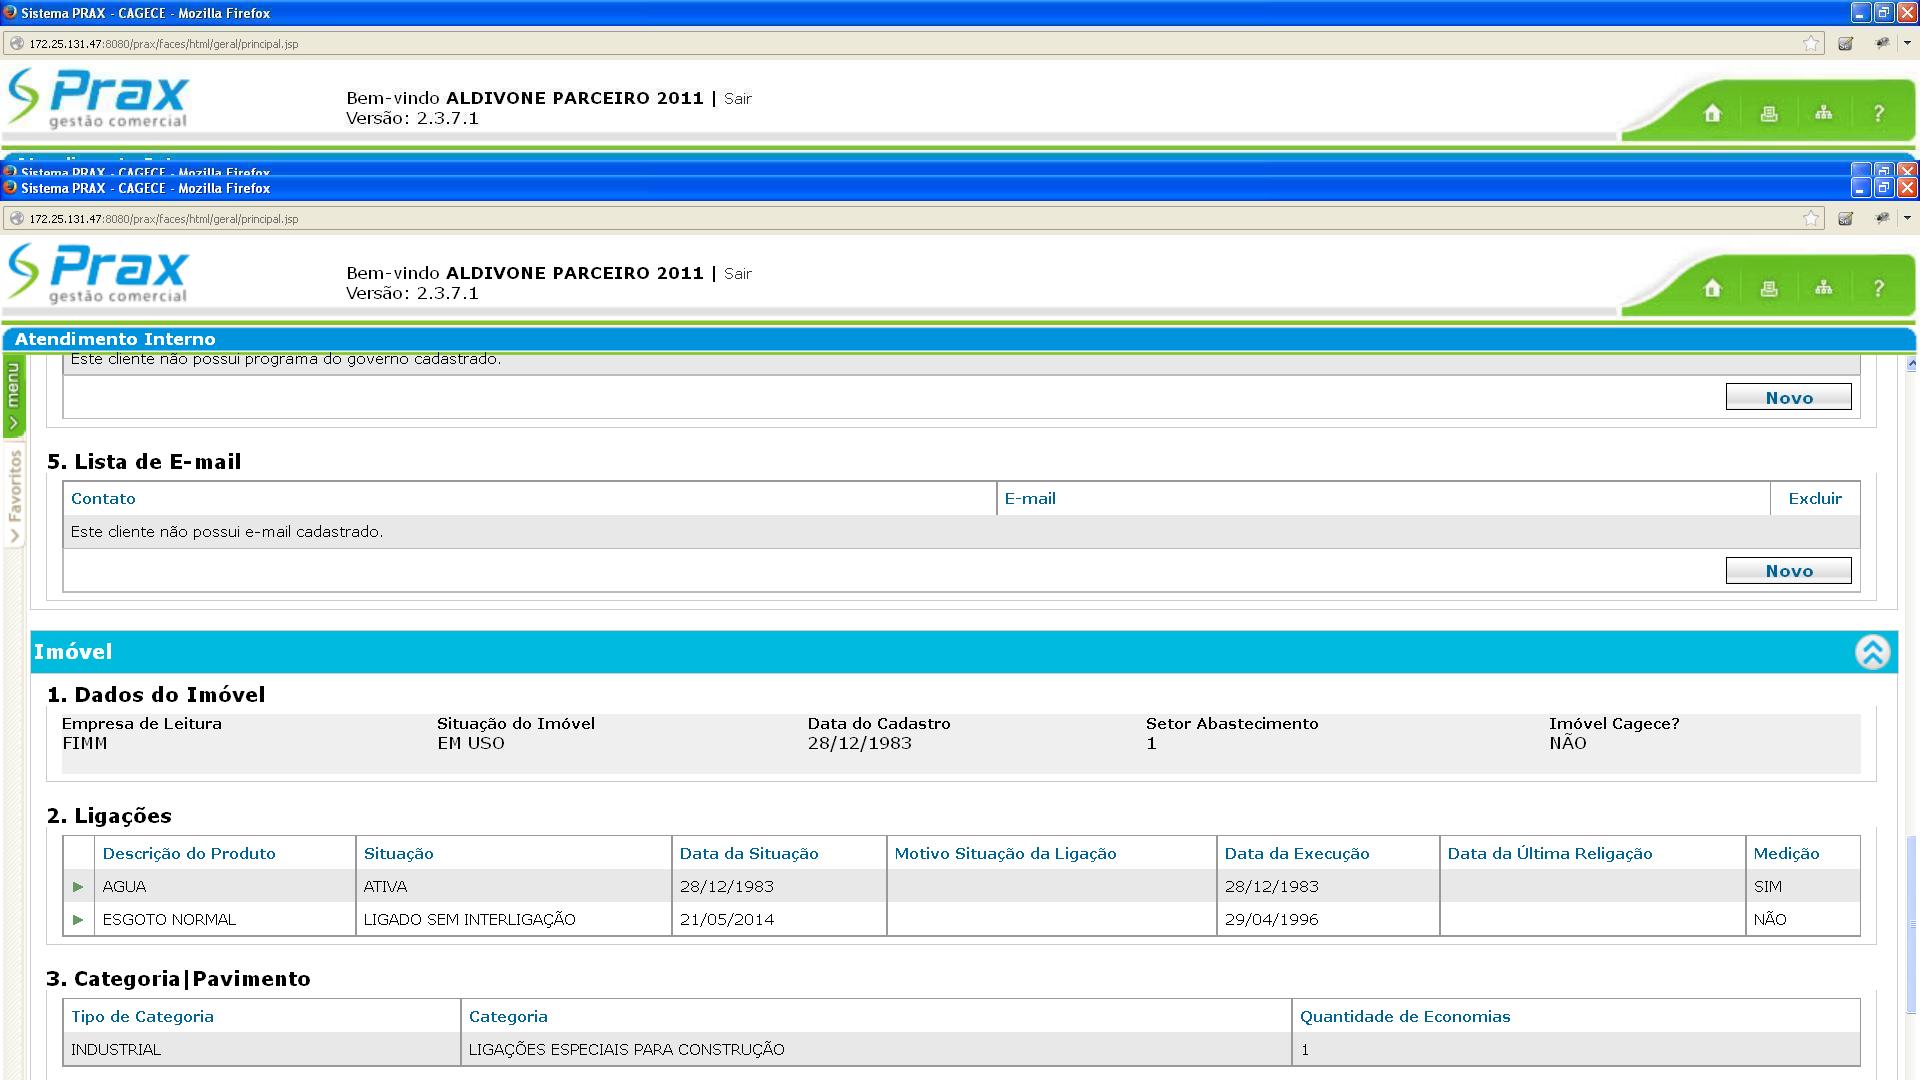 Sistema PRAX - CAGECE - Mozilla Firefox
172.25.131.47:8080/prax/faces/html/geral/principal.jsp
Prax
gestão comercial
Bem-vindo ALDIVONE PARCEIRO 2011 | Sair
Versão: 2.3.7.1
?
Sistema PRAX - CAGECE - Mozilla Firefox
Sistema PRAX - CAGECE - Mozilla Firefox
172.25.131.47:8080/prax/faces/html/geral/principal.jsp
Prax
gestão comercial
Bem-vindo ALDIVONE PARCEIRO 2011 | Sair
Versão: 2.3.7.1
?
Atendimento Interno
menu
Favoritos
Este cliente não possui programa do governo cadastrado.
Novo
5. Lista de E-mail
Contato E-mail Excluir
Este cliente não possui e-mail cadastrado.
Novo
Imóvel
1. Dados do Imóvel
Empresa de Leitura Situação do Imóvel Data do Cadastro Setor Abastecimento Imóvel Cagece?
FIMM EM USO 28/12/1983 1 NÃO
2. Ligações
Descrição do Produto Situação Data da Situação Motivo Situação da Ligação Data da Execução Data da Última Religação Medição
AGUA ATIVA 28/12/1983 28/12/1983 SIM
ESGOTO NORMAL LIGADO SEM INTERLIGAÇÃO 21/05/2014 29/04/1996 NÃO
3. Categoria|Pavimento
Tipo de Categoria Categoria Quantidade de Economias
INDUSTRIAL LIGAÇÕES ESPECIAIS PARA CONSTRUÇÃO 1